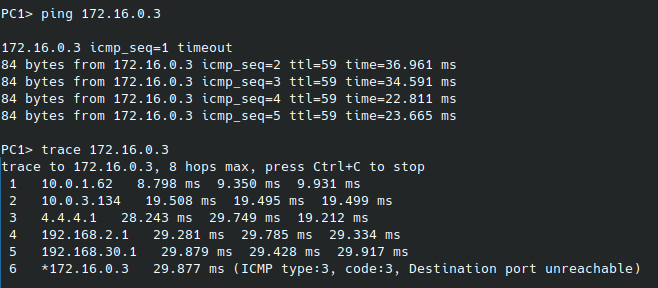 PC1> ping 172.16.0.3
172.16.0.3 icmp_seq=1 timeout
84 bytes from 172.16.0.3 icmp_seq=2 ttl=59 time=36.961 ms
84 bytes from 172.16.0.3 icmp_seq=3 ttl=59 time=34.591 ms
84 bytes from 172.16.0.3 icmp_seq=4 ttl=59 time=22.811 ms
84 bytes from 172.16.0.3 icmp_seq=5 ttl=59 time=23.665 ms
PC1> trace 172.16.0.3
trace to 172.16.0.3, 8 hops max, press Ctrl+C to stop
1   10.0.1.62   8.798 ms  9.350 ms  9.931 ms
2   10.0.3.134   19.508 ms  19.495 ms  19.499 ms
3   4.4.4.1   28.243 ms  29.749 ms  19.212 ms
4   192.168.2.1   29.281 ms  29.785 ms  29.334 ms
5   192.168.30.1   29.879 ms  29.428 ms  29.917 ms
6   *172.16.0.3   29.877 ms (ICMP type:3, code:3, Destination port unreachable)